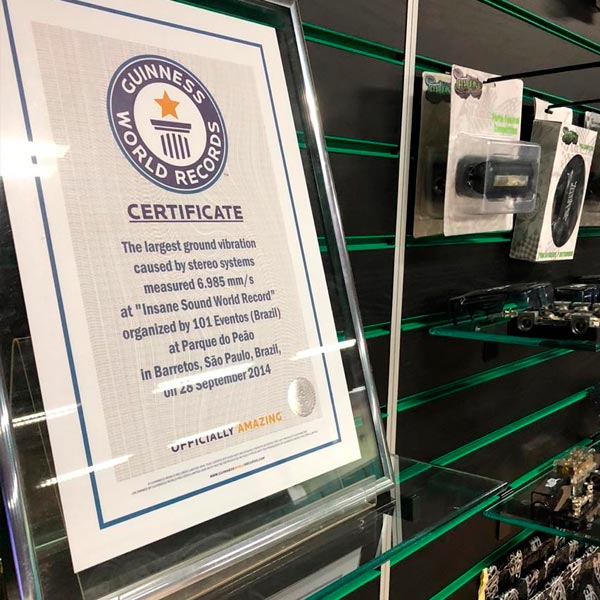 GUINNESS
WORLD RECORDS
CERTIFICATE
The largest ground vibration
caused by stereo systems
measured 6.985 mm/s
at "Insane Sound World Record"
organized by 101 Eventos (Brazil)
at Parque do Peão
in Barretos, São Paulo, Brazil,
on 28 September 2014
OFFICIALLY AMAZING